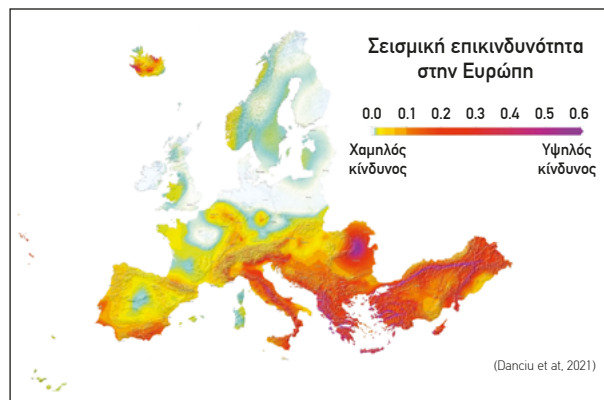 Σεισμική επικινδυνότητα
στην Ευρώπη
0.0 0.1 0.2 0.3 0.4 0.5 0.6
Χαμηλός Υψηλός
κίνδυνος κίνδυνος
(Danciu et at, 2021)